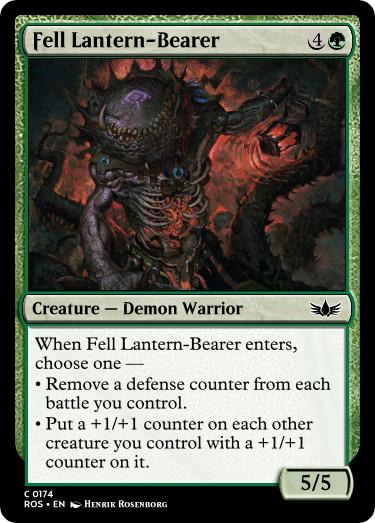 Fell Lantern-Bearer 4
Creature — Demon Warrior
When Fell Lantern-Bearer enters,
choose one —
• Remove a defense counter from each
battle you control.
• Put a +1/+1 counter on each other
creature you control with a +1/+1
counter on it.
5/5
C 0174
ROS • EN Henrik Rosenborg